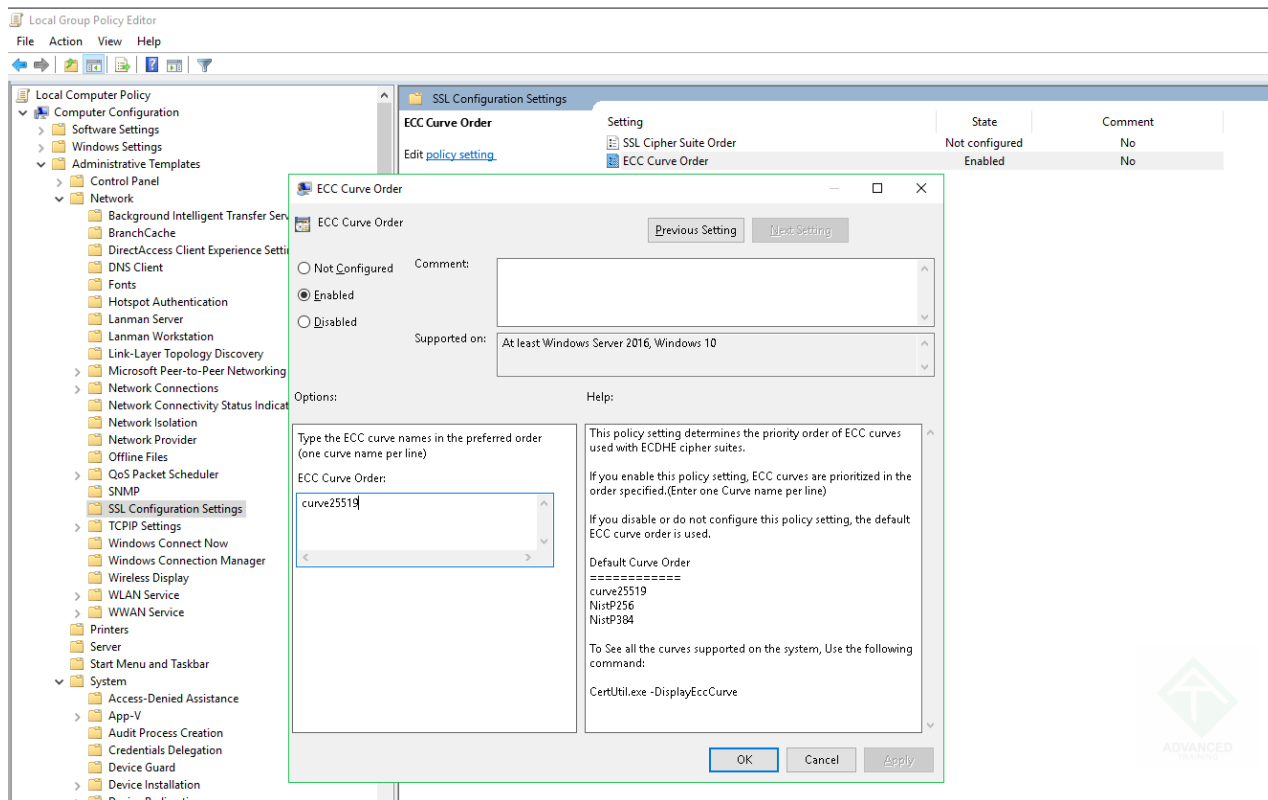 Local Group Policy Editor
File Action View Help
Local Computer Policy
Computer Configuration
Software Settings
Windows Settings
Administrative Templates
Control Panel
Network
Background Intelligent Transfer Serv
BranchCache
DirectAccess Client Experience Setti
DNS Client
Fonts
Hotspot Authentication
Lanman Server
Lanman Workstation
Link-Layer Topology Discovery
Microsoft Peer-to-Peer Networking
Network Connections
Network Connectivity Status Indicat
Network Isolation
Network Provider
Offline Files
QoS Packet Scheduler
SNMP
SSL Configuration Settings
TCPIP Settings
Windows Connect Now
Windows Connection Manager
Wireless Display
WLAN Service
WWAN Service
Printers
Server
Start Menu and Taskbar
System
Access-Denied Assistance
App-V
Audit Process Creation
Credentials Delegation
Device Guard
Device Installation
SSL Configuration Settings
ECC Curve Order
Edit policy setting
Setting State Comment
SSL Cipher Suite Order Not configured No
ECC Curve Order Enabled No
ECC Curve Order
ECC Curve Order
Previous Setting Next Setting
Not Configured
Enabled
Disabled
Comment:
Supported on:
At least Windows Server 2016, Windows 10
Options:
Help:
Type the ECC curve names in the preferred order
(one curve name per line)
ECC Curve Order:
curve25519
This policy setting determines the priority order of ECC curves
used with ECDHE cipher suites.
If you enable this policy setting, ECC curves are prioritized in the
order specified.(Enter one Curve name per line)
If you disable or do not configure this policy setting, the default
ECC curve order is used.
Default Curve Order
============
curve25519
NistP256
NistP384
To See all the curves supported on the system, Use the following
command:
CertUtil.exe -DisplayEccCurve
OK Cancel Apply
ADVANCED